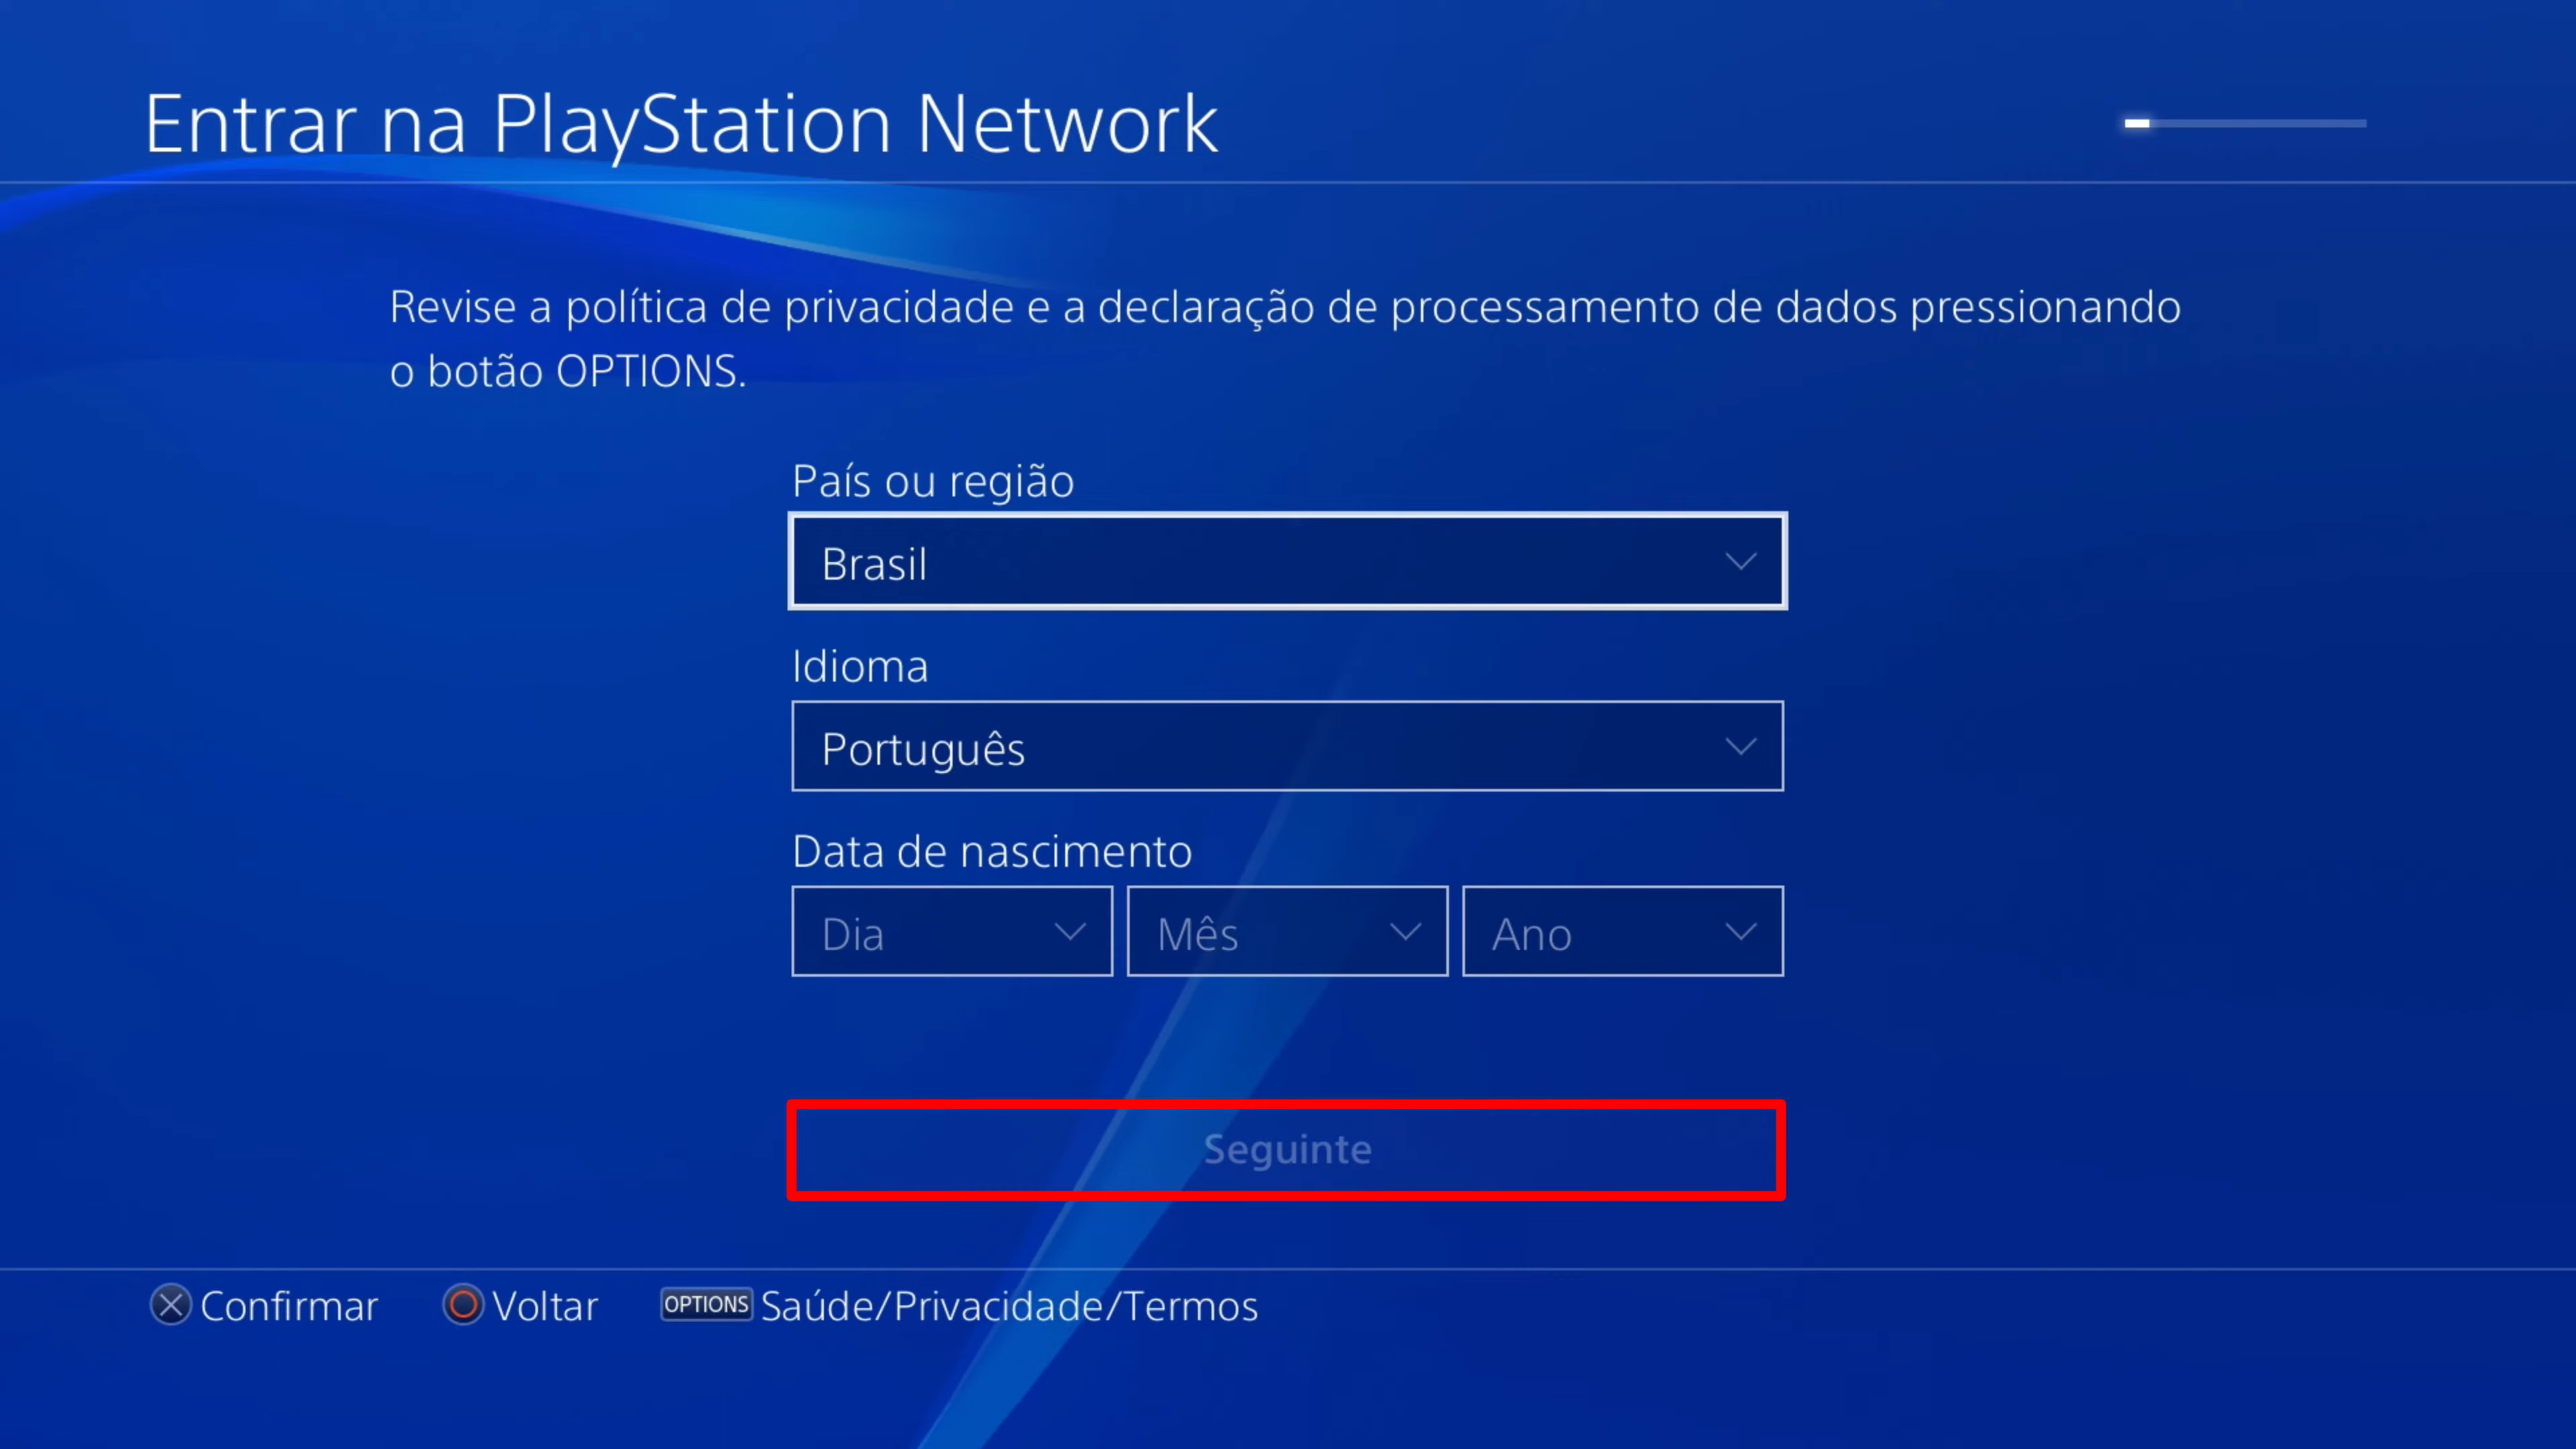 Entrar na PlayStation Network
Revise a política de privacidade e a declaração de processamento de dados pressionando
o botão OPTIONS.
País ou região
Brasil
Idioma
Português
Data de nascimento
Dia Mês Ano
Seguinte
Confirmar Voltar OPTIONS Saúde/Privacidade/Termos